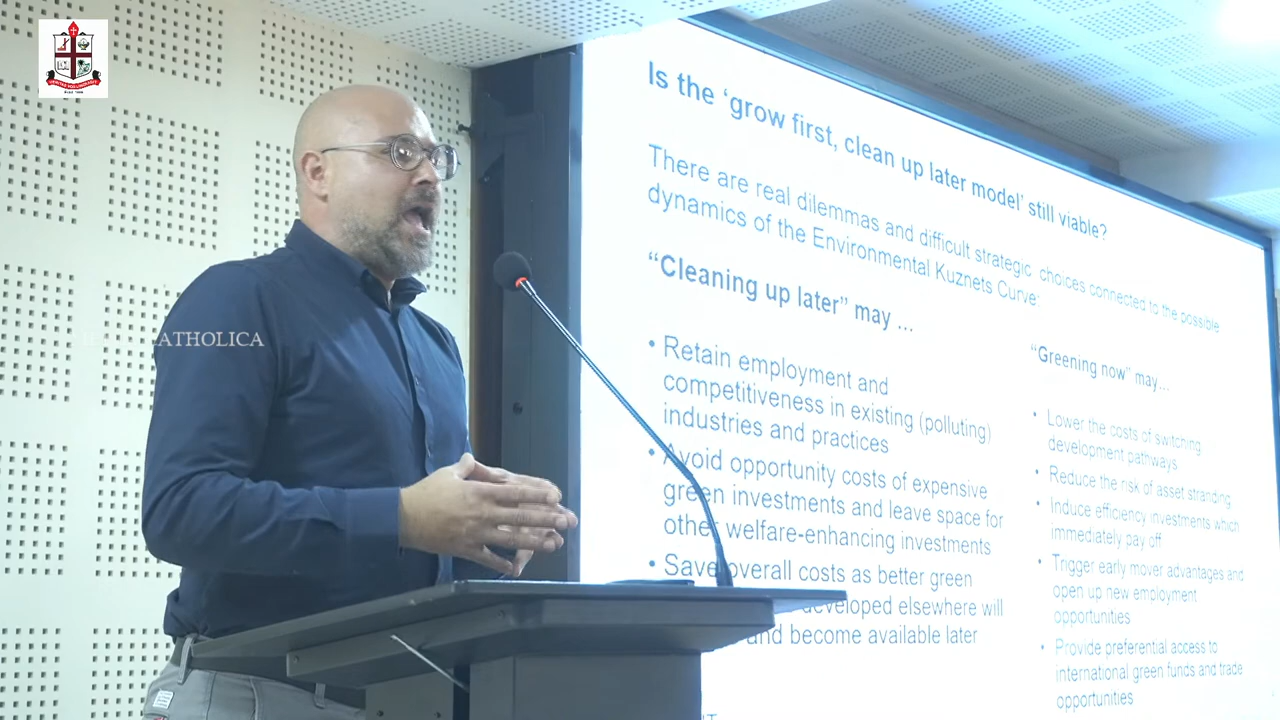 ATHOLICA
Is the ‘grow first, clean up later model’ still viable?
There are real dilemmas and difficult strategic choices connected to the possible
dynamics of the Environmental Kuznets Curve:
“Cleaning up later” may ...
• Retain employment and
competitiveness in existing (polluting)
industries and practices
• Avoid opportunity costs of expensive
green investments and leave space for
other welfare-enhancing investments
• Save overall costs as better green
developed elsewhere will
and become available later
“Greening now” may...
• Lower the costs of switching
development pathways
• Reduce the risk of asset stranding
• Induce efficiency investments which
immediately pay off
• Trigger early mover advantages and
open up new employment
opportunities
• Provide preferential access to
international green funds and trade
opportunities